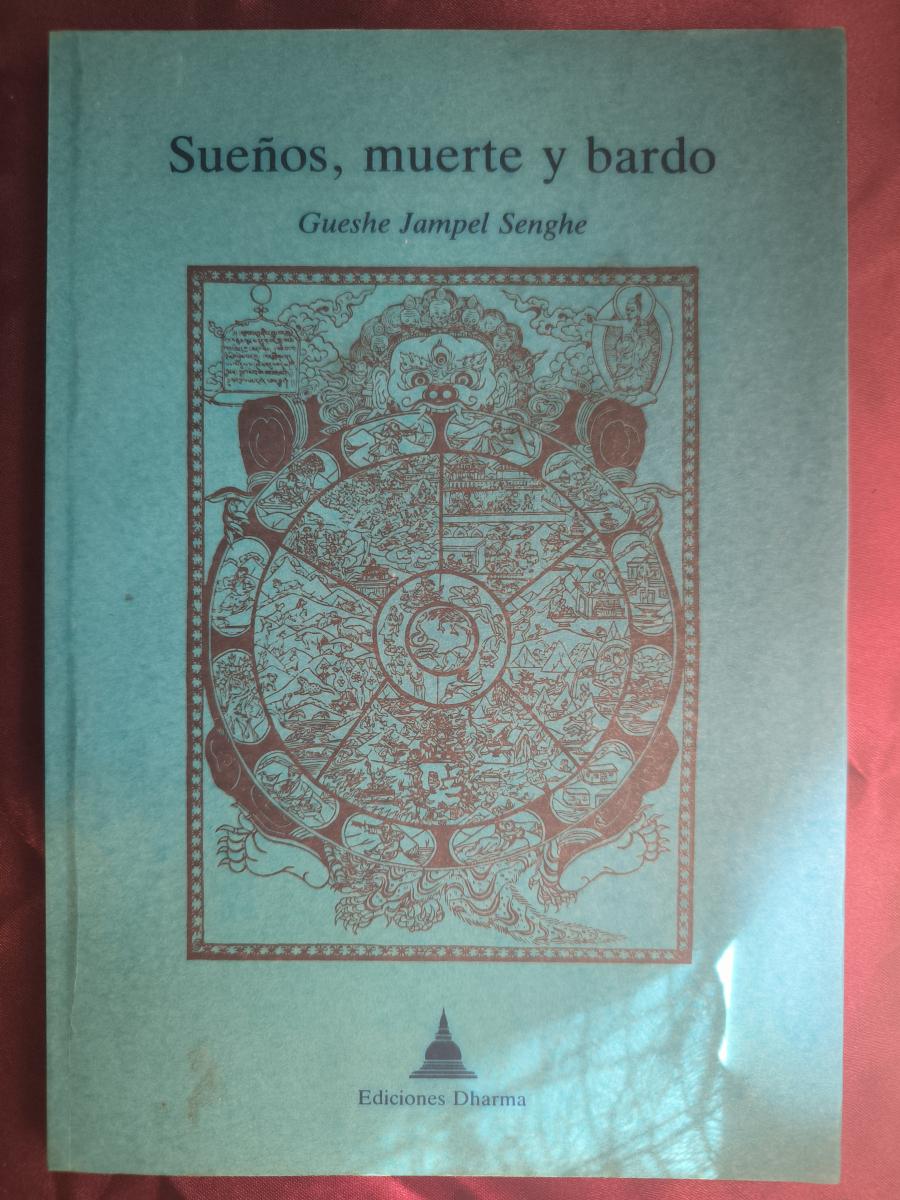 Sueños, muerte y bardo
Gueshe Jampel Senghe
Ediciones Dharma